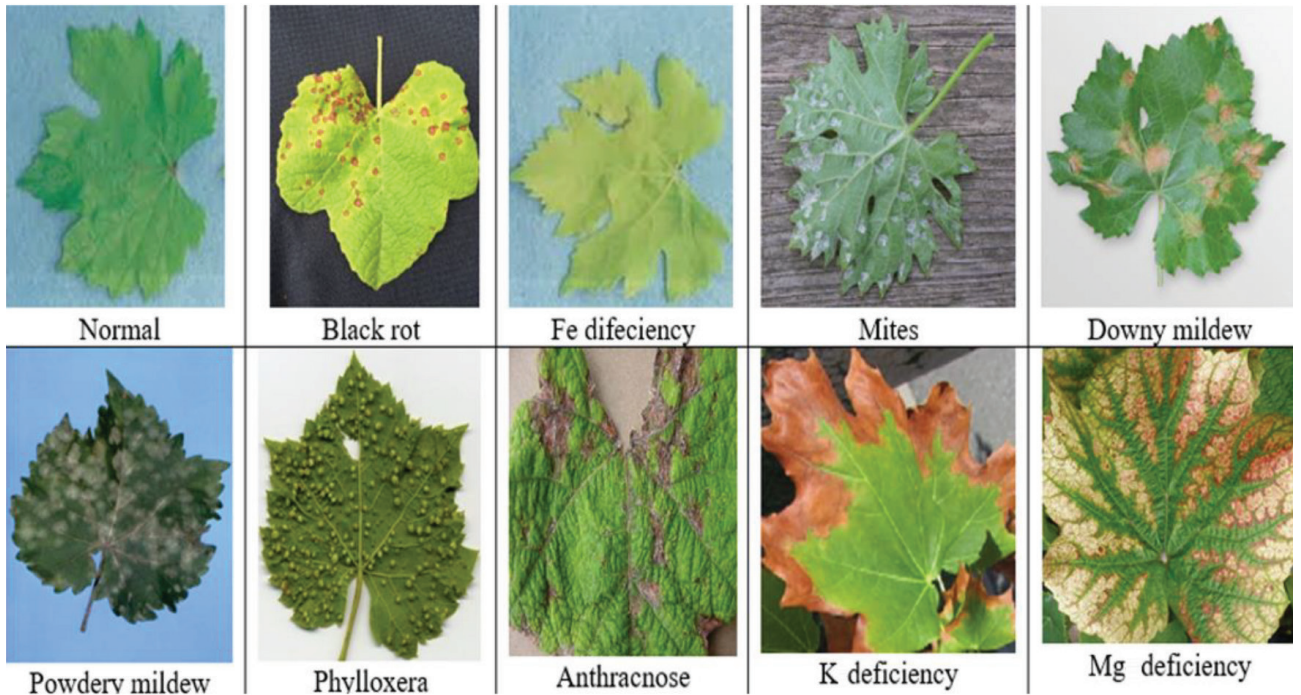 Normal
Black rot
Fe difeciency
Mites
Downy mildew
Powdery mildew
Phylloxera
Anthracnose
K deficiency
Mg deficiency